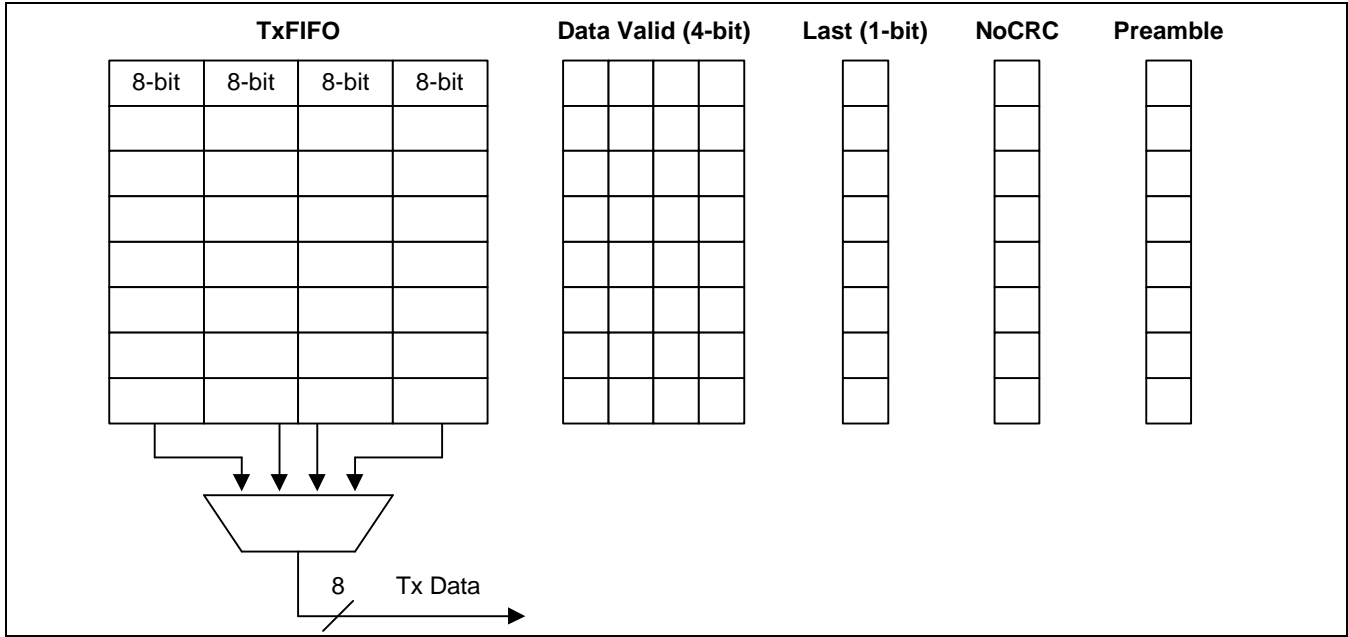 TxFIFO Data Valid (4-bit) Last (1-bit) NoCRC Preamble
8-bit 8-bit 8-bit 8-bit
8 Tx Data